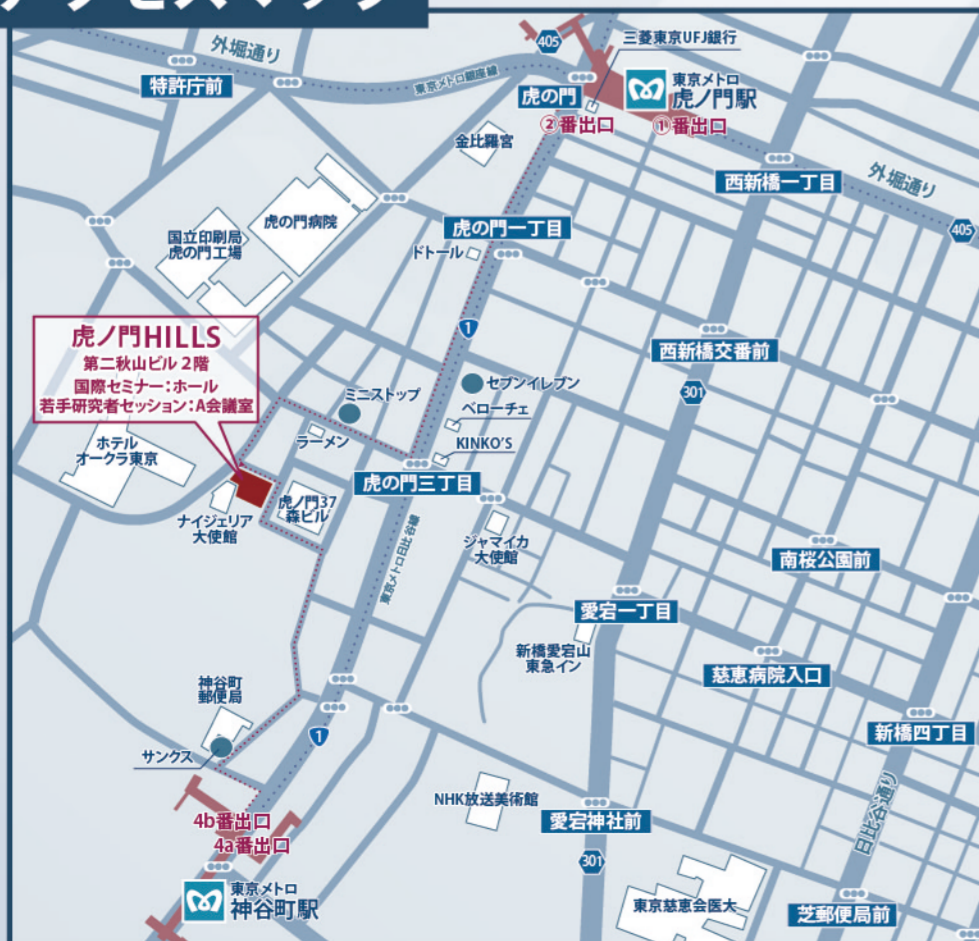 アクセスマップ
外堀通り
特許庁前
東京メトロ銀座線
405
三菱東京UFJ銀行
虎の門
東京メトロ
虎ノ門駅
②番出口
①番出口
金比羅宮
西新橋一丁目
外堀通り
405
虎の門病院
国立印刷局
虎の門工場
虎の門一丁目
ドトール
1
虎ノ門HILLS
第二秋山ビル 2階
国際セミナー:ホール
若手研究者セッション:A会議室
西新橋交番前
301
ミニストップ
セブンイレブン
ベローチェ
KINKO'S
ラーメン
ホテル
オークラ東京
虎の門三丁目
虎ノ門37
森ビル
ナイジェリア
大使館
東京メトロ日比谷線
ジャマイカ
大使館
南桜公園前
愛宕一丁目
新橋愛宕山
東急イン
慈恵病院入口
神谷町
郵便局
サンクス
1
新橋四丁目
NHK放送美術館
愛宕神社前
日比谷通り
4b番出口
4a番出口
301
東京メトロ
神谷町駅
東京慈恵会医大
芝郵便局前